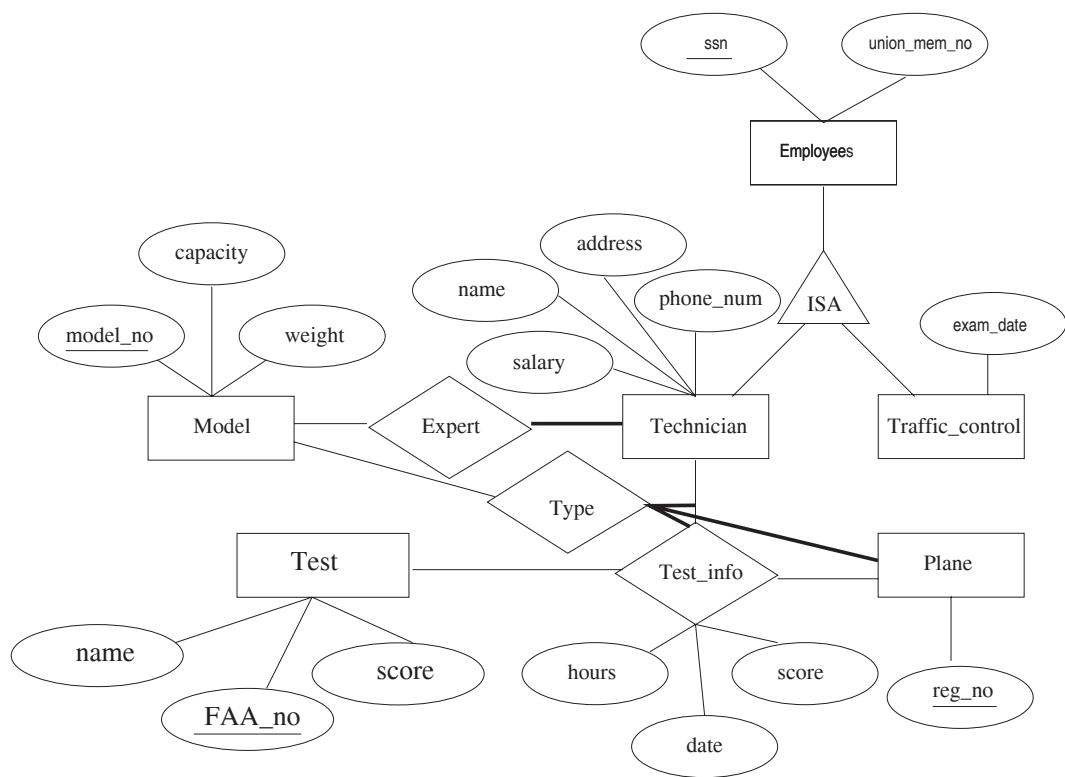 ssn
union_mem_no
Employees
capacity
address
name
phone_num
ISA
model_no
weight
exam_date
salary
Model
Expert
Technician
Traffic_control
Type
Test
Test_info
Plane
name
score
hours
score
FAA_no
reg_no
date